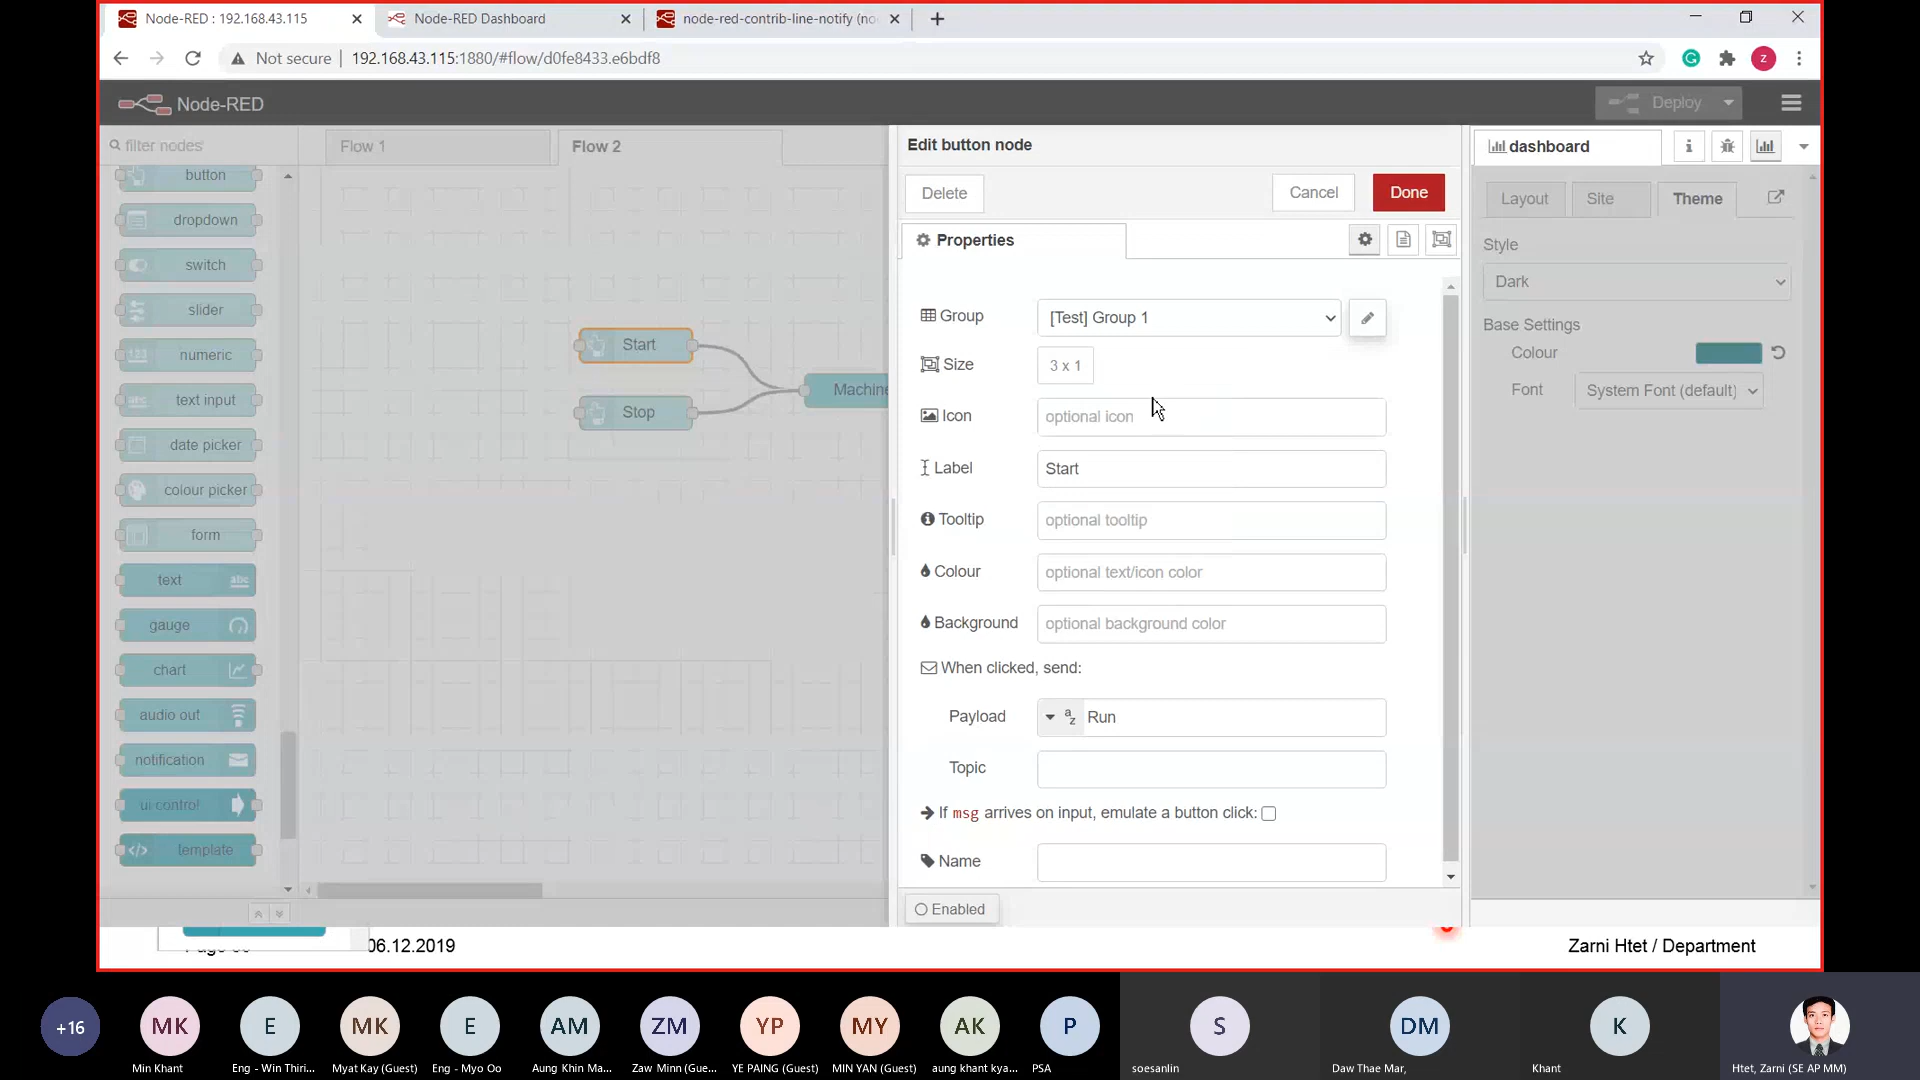 Node-RED : 192.168.43.115
Node-RED Dashboard
node-red-contrib-line-notify (no
Not secure
192.168.43.115:1880/#flow/d0fe8433.e6bdf8
Z
Node-RED
Deploy
filter nodes
Flow 1
Flow 2
button
dropdown
switch
slider
123
numeric
abc
text input
date picker
colour picker
form
text
abc
gauge
chart
audio out
notification
ui control
</>
template
Start
Stop
Machine
Edit button node
Delete
Cancel
Done
Properties
Group
[Test] Group 1
Size
3 x 1
Icon
optional icon
Label
Start
Tooltip
optional tooltip
Colour
optional text/icon color
Background
optional background color
When clicked, send:
Payload
a
z
Run
Topic
If msg arrives on input, emulate a button click:
Name
Enabled
dashboard
i
Layout
Site
Theme
Style
Dark
Base Settings
Colour
Font
System Font (default)
06.12.2019
Zarni Htet / Department
+16
MK
E
MK
E
AM
ZM
YP
MY
AK
P
S
DM
K
Min Khant
Eng - Win Thiri...
Myat Kay (Guest)
Eng - Myo Oo
Aung Khin Ma...
Zaw Minn (Gue...
YE PAING (Guest)
MIN YAN (Guest)
aung khant kya...
PSA
soesanlin
Daw Thae Mar,
Khant
Htet, Zarni (SE AP MM)